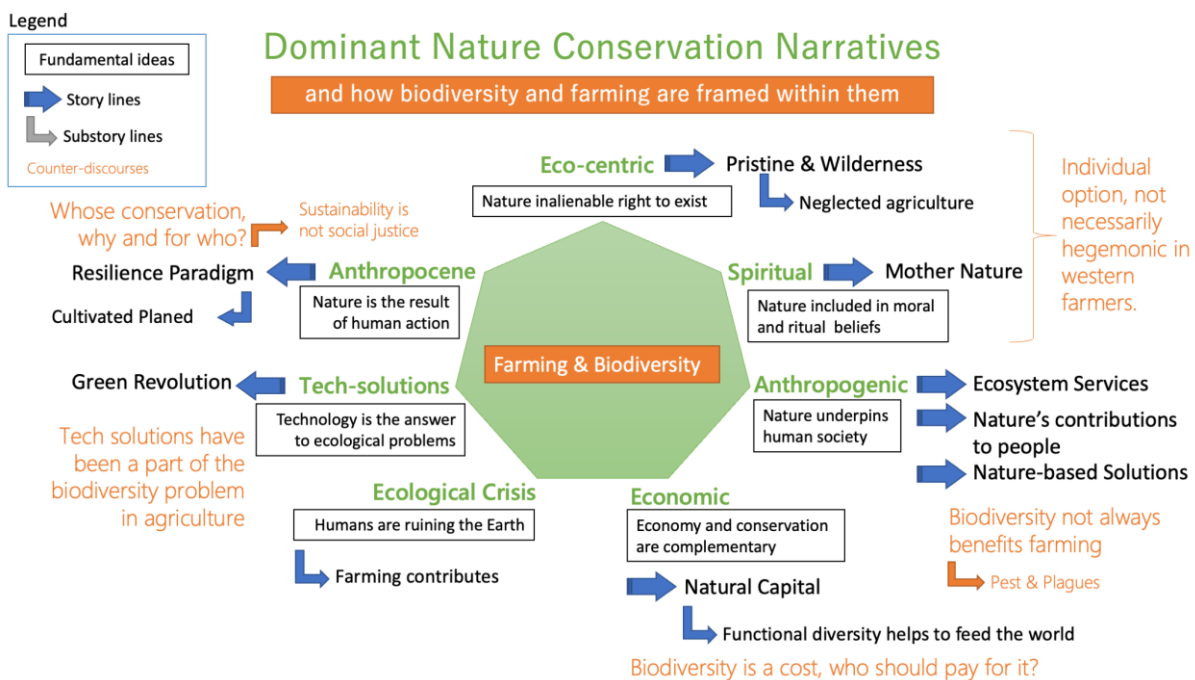 Legend
Fundamental ideas
Story lines
Substory lines
Counter-discourses
Dominant Nature Conservation Narratives
and how biodiversity and farming are framed within them
Eco-centric
Pristine & Wilderness
Nature inalienable right to exist
Neglected agriculture
Individual
option, not
necessarily
hegemonic in
western
farmers.
Whose conservation,
why and for who?
Sustainability is
not social justice
Resilience Paradigm
Anthropocene
Nature is the result
of human action
Cultivated Planed
Spiritual
Mother Nature
Nature included in moral
and ritual beliefs
Farming & Biodiversity
Green Revolution
Tech-solutions
Technology is the answer
to ecological problems
Tech solutions have
been a part of the
biodiversity problem
in agriculture
Anthropogenic
Nature underpins
human society
Ecosystem Services
Nature's contributions
to people
Nature-based Solutions
Ecological Crisis
Humans are ruining the Earth
Farming contributes
Economic
Economy and conservation
are complementary
Natural Capital
Functional diversity helps to feed the world
Biodiversity not always
benefits farming
Pest & Plagues
Biodiversity is a cost, who should pay for it?